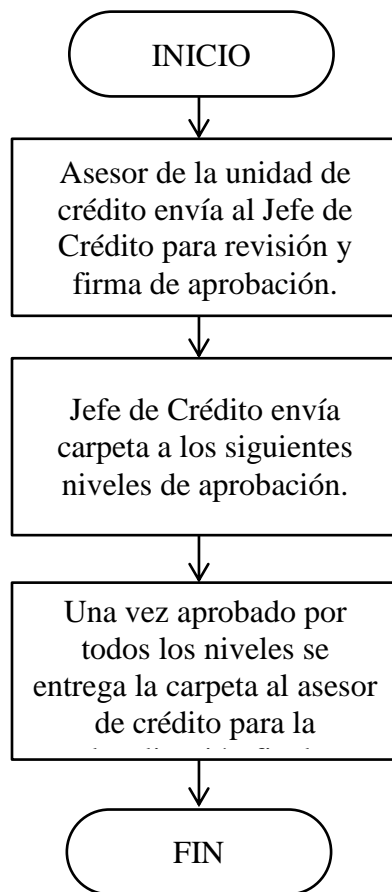 INICIO
Asesor de la unidad de
crédito envía al Jefe de
Crédito para revisión y
firma de aprobación.
Jefe de Crédito envía
carpeta a los siguientes
niveles de aprobación.
Una vez aprobado por
todos los niveles se
entrega la carpeta al asesor
de crédito para la
FIN